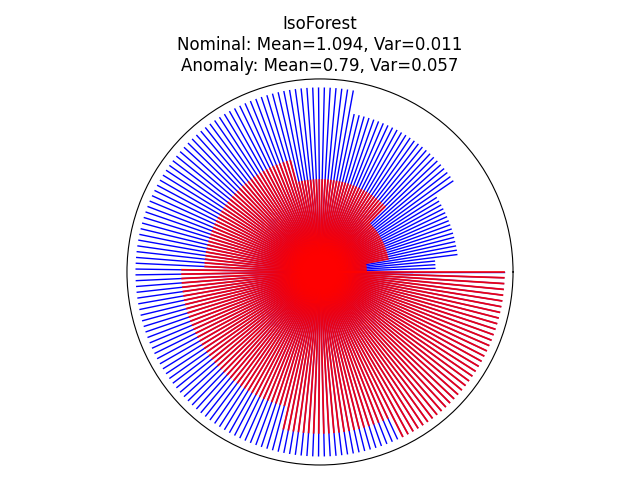 IsoForest
Nominal: Mean=1.094, Var=0.011
Anomaly: Mean=0.79, Var=0.057